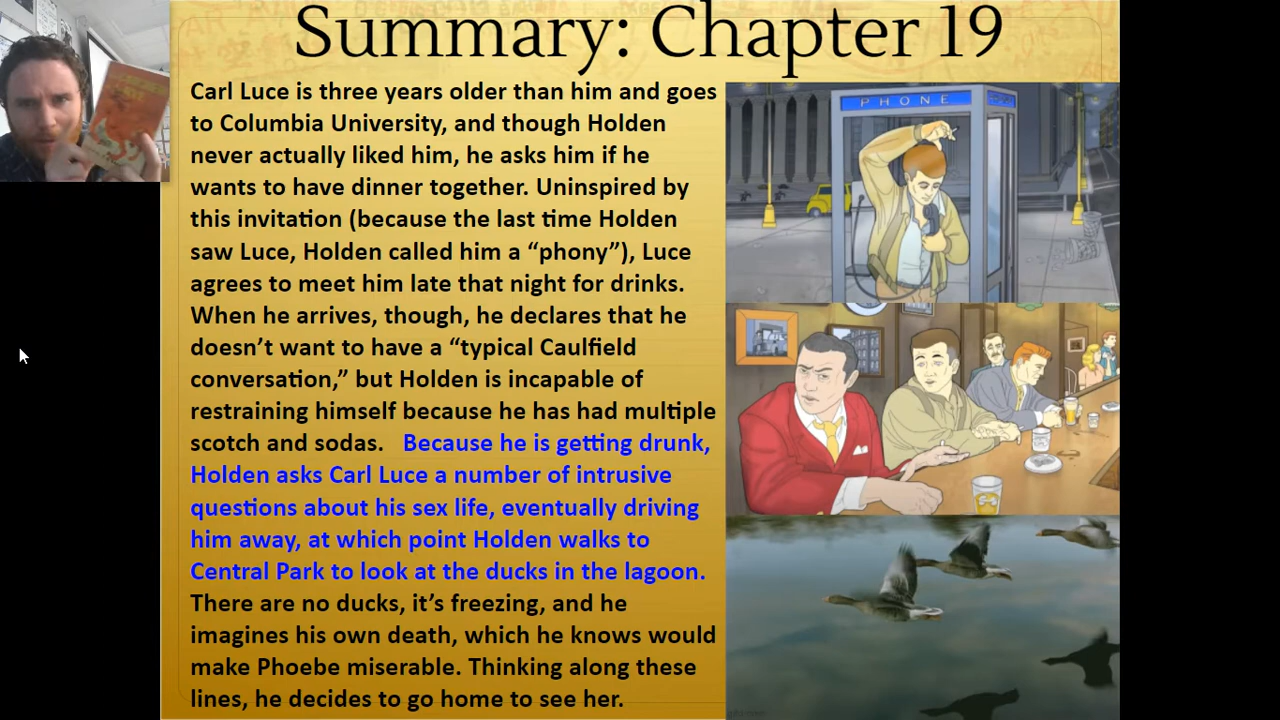 Summary: Chapter 19
Carl Luce is three years older than him and goes
to Columbia University, and though Holden
never actually liked him, he asks him if he
wants to have dinner together. Uninspired by
this invitation (because the last time Holden
saw Luce, Holden called him a “phony”), Luce
agrees to meet him late that night for drinks.
When he arrives, though, he declares that he
doesn’t want to have a “typical Caulfield
conversation,” but Holden is incapable of
restraining himself because he has had multiple
scotch and sodas. Because he is getting drunk,
Holden asks Carl Luce a number of intrusive
questions about his sex life, eventually driving
him away, at which point Holden walks to
Central Park to look at the ducks in the lagoon.
There are no ducks, it’s freezing, and he
imagines his own death, which he knows would
make Phoebe miserable. Thinking along these
lines, he decides to go home to see her.
PHONE